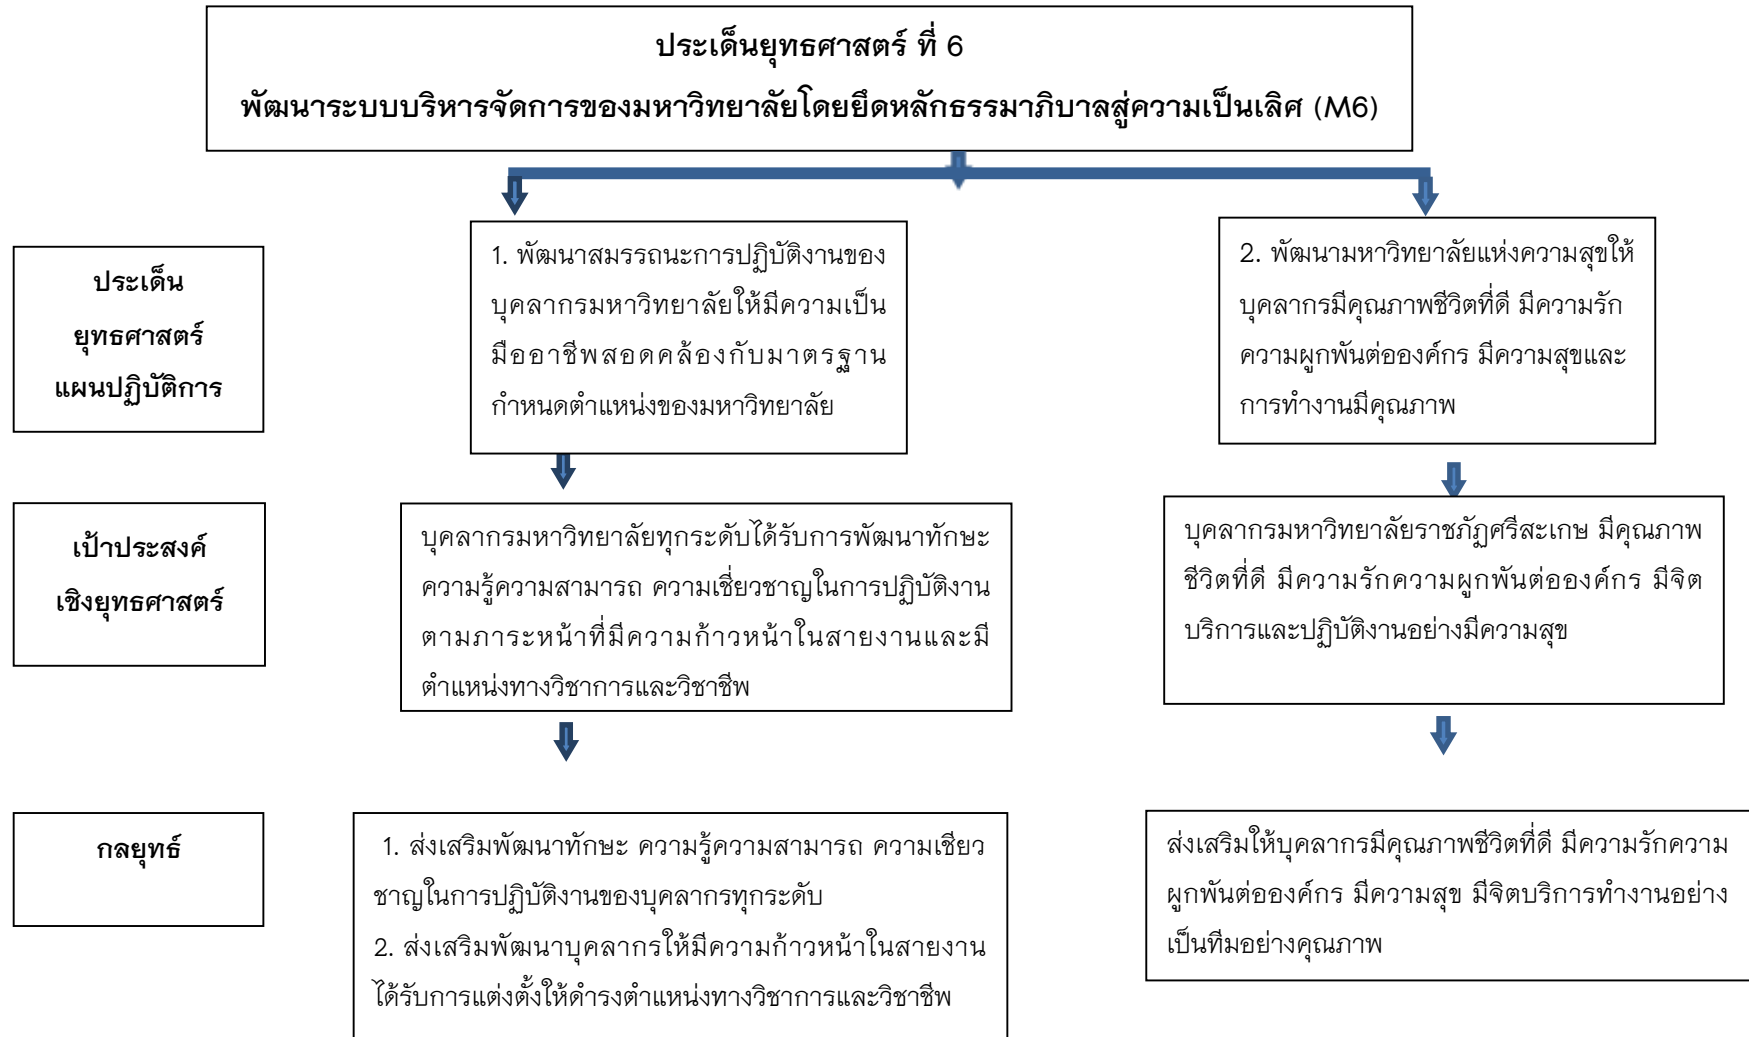 ประเด็นยุทธศาสตร์ ที่ 6
พัฒนาระบบบริหารจัดการของมหาวิทยาลัยโดยยึดหลักธรรมาภิบาลสู่ความเป็นเลิศ (M6)
ประเด็น
ยุทธศาสตร์
แผนปฏิบัติการ
1. พัฒนาสมรรถนะการปฏิบัติงานของ
บุคลากรมหาวิทยาลัยให้มีความเป็น
มืออาชีพสอดคล้องกับมาตรฐาน
กำหนดตำแหน่งของมหาวิทยาลัย
2. พัฒนามหาวิทยาลัยแห่งความสุขให้
บุคลากรมีคุณภาพชีวิตที่ดี มีความรัก
ความผูกพันต่อองค์กร มีความสุขและ
การทำงานมีคุณภาพ
เป้าประสงค์
เชิงยุทธศาสตร์
บุคลากรมหาวิทยาลัยทุกระดับได้รับการพัฒนาทักษะ
ความรู้ความสามารถ ความเชี่ยวชาญในการปฏิบัติงาน
ตามภาระหน้าที่มีความก้าวหน้าในสายงานและมี
ตำแหน่งทางวิชาการและวิชาชีพ
บุคลากรมหาวิทยาลัยราชภัฏศรีสะเกษ มีคุณภาพ
ชีวิตที่ดี มีความรักความผูกพันต่อองค์กร มีจิต
บริการและปฏิบัติงานอย่างมีความสุข
กลยุทธ์
1. ส่งเสริมพัฒนาทักษะ ความรู้ความสามารถ ความเชียว
ชาญในการปฏิบัติงานของบุคลากรทุกระดับ
2. ส่งเสริมพัฒนาบุคลากรให้มีความก้าวหน้าในสายงาน
ได้รับการแต่งตั้งให้ดำรงตำแหน่งทางวิชาการและวิชาชีพ
ส่งเสริมให้บุคลากรมีคุณภาพชีวิตที่ดี มีความรักความ
ผูกพันต่อองค์กร มีความสุข มีจิตบริการทำงานอย่าง
เป็นทีมอย่างคุณภาพ